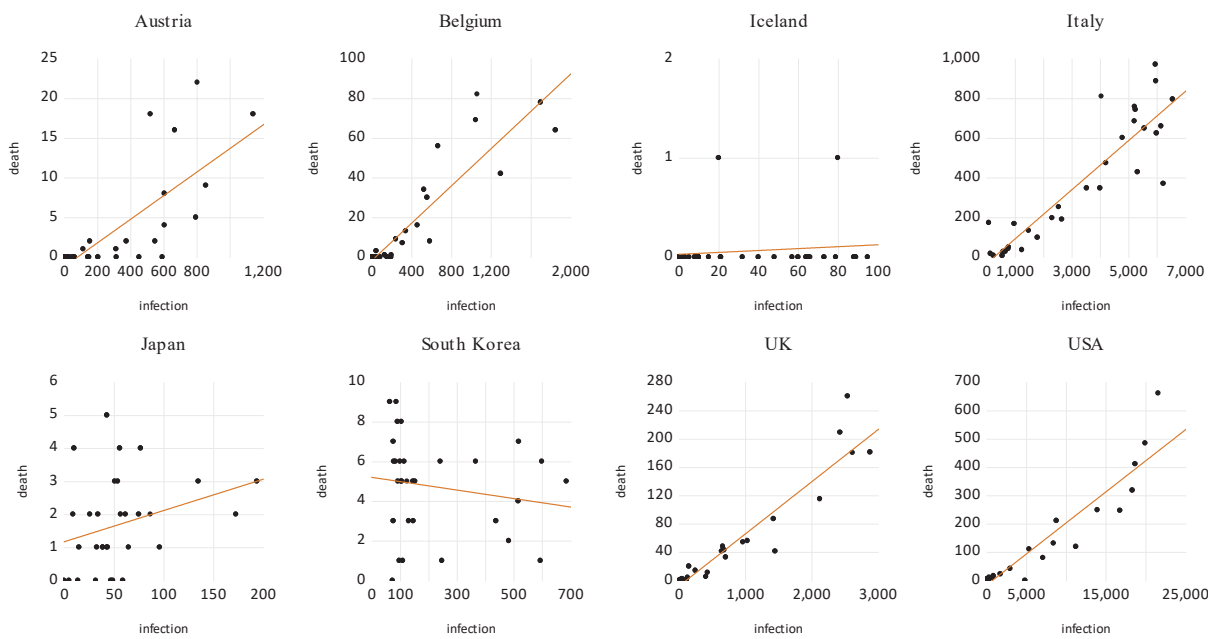 Austria
Belgium
Iceland
Italy
25
20
15
10
5
0
death
0 200 400 800 1,200
infection
100
80
60
40
20
0
death
0 400 1,200 2,000
infection
2
1
0
death
0 20 40 60 80 100
infection
1,000
800
600
400
200
0
death
0 1,000 3,000 5,000 7,000
infection
Japan
South Korea
UK
USA
6
5
4
3
2
1
0
death
0 50 100 150 200
infection
10
8
6
4
2
0
death
0 100 300 500 700
infection
280
240
200
160
120
80
40
0
death
0 1,000 2,000 3,000
infection
700
600
500
400
300
200
100
0
death
0 5,000 15,000 25,000
infection